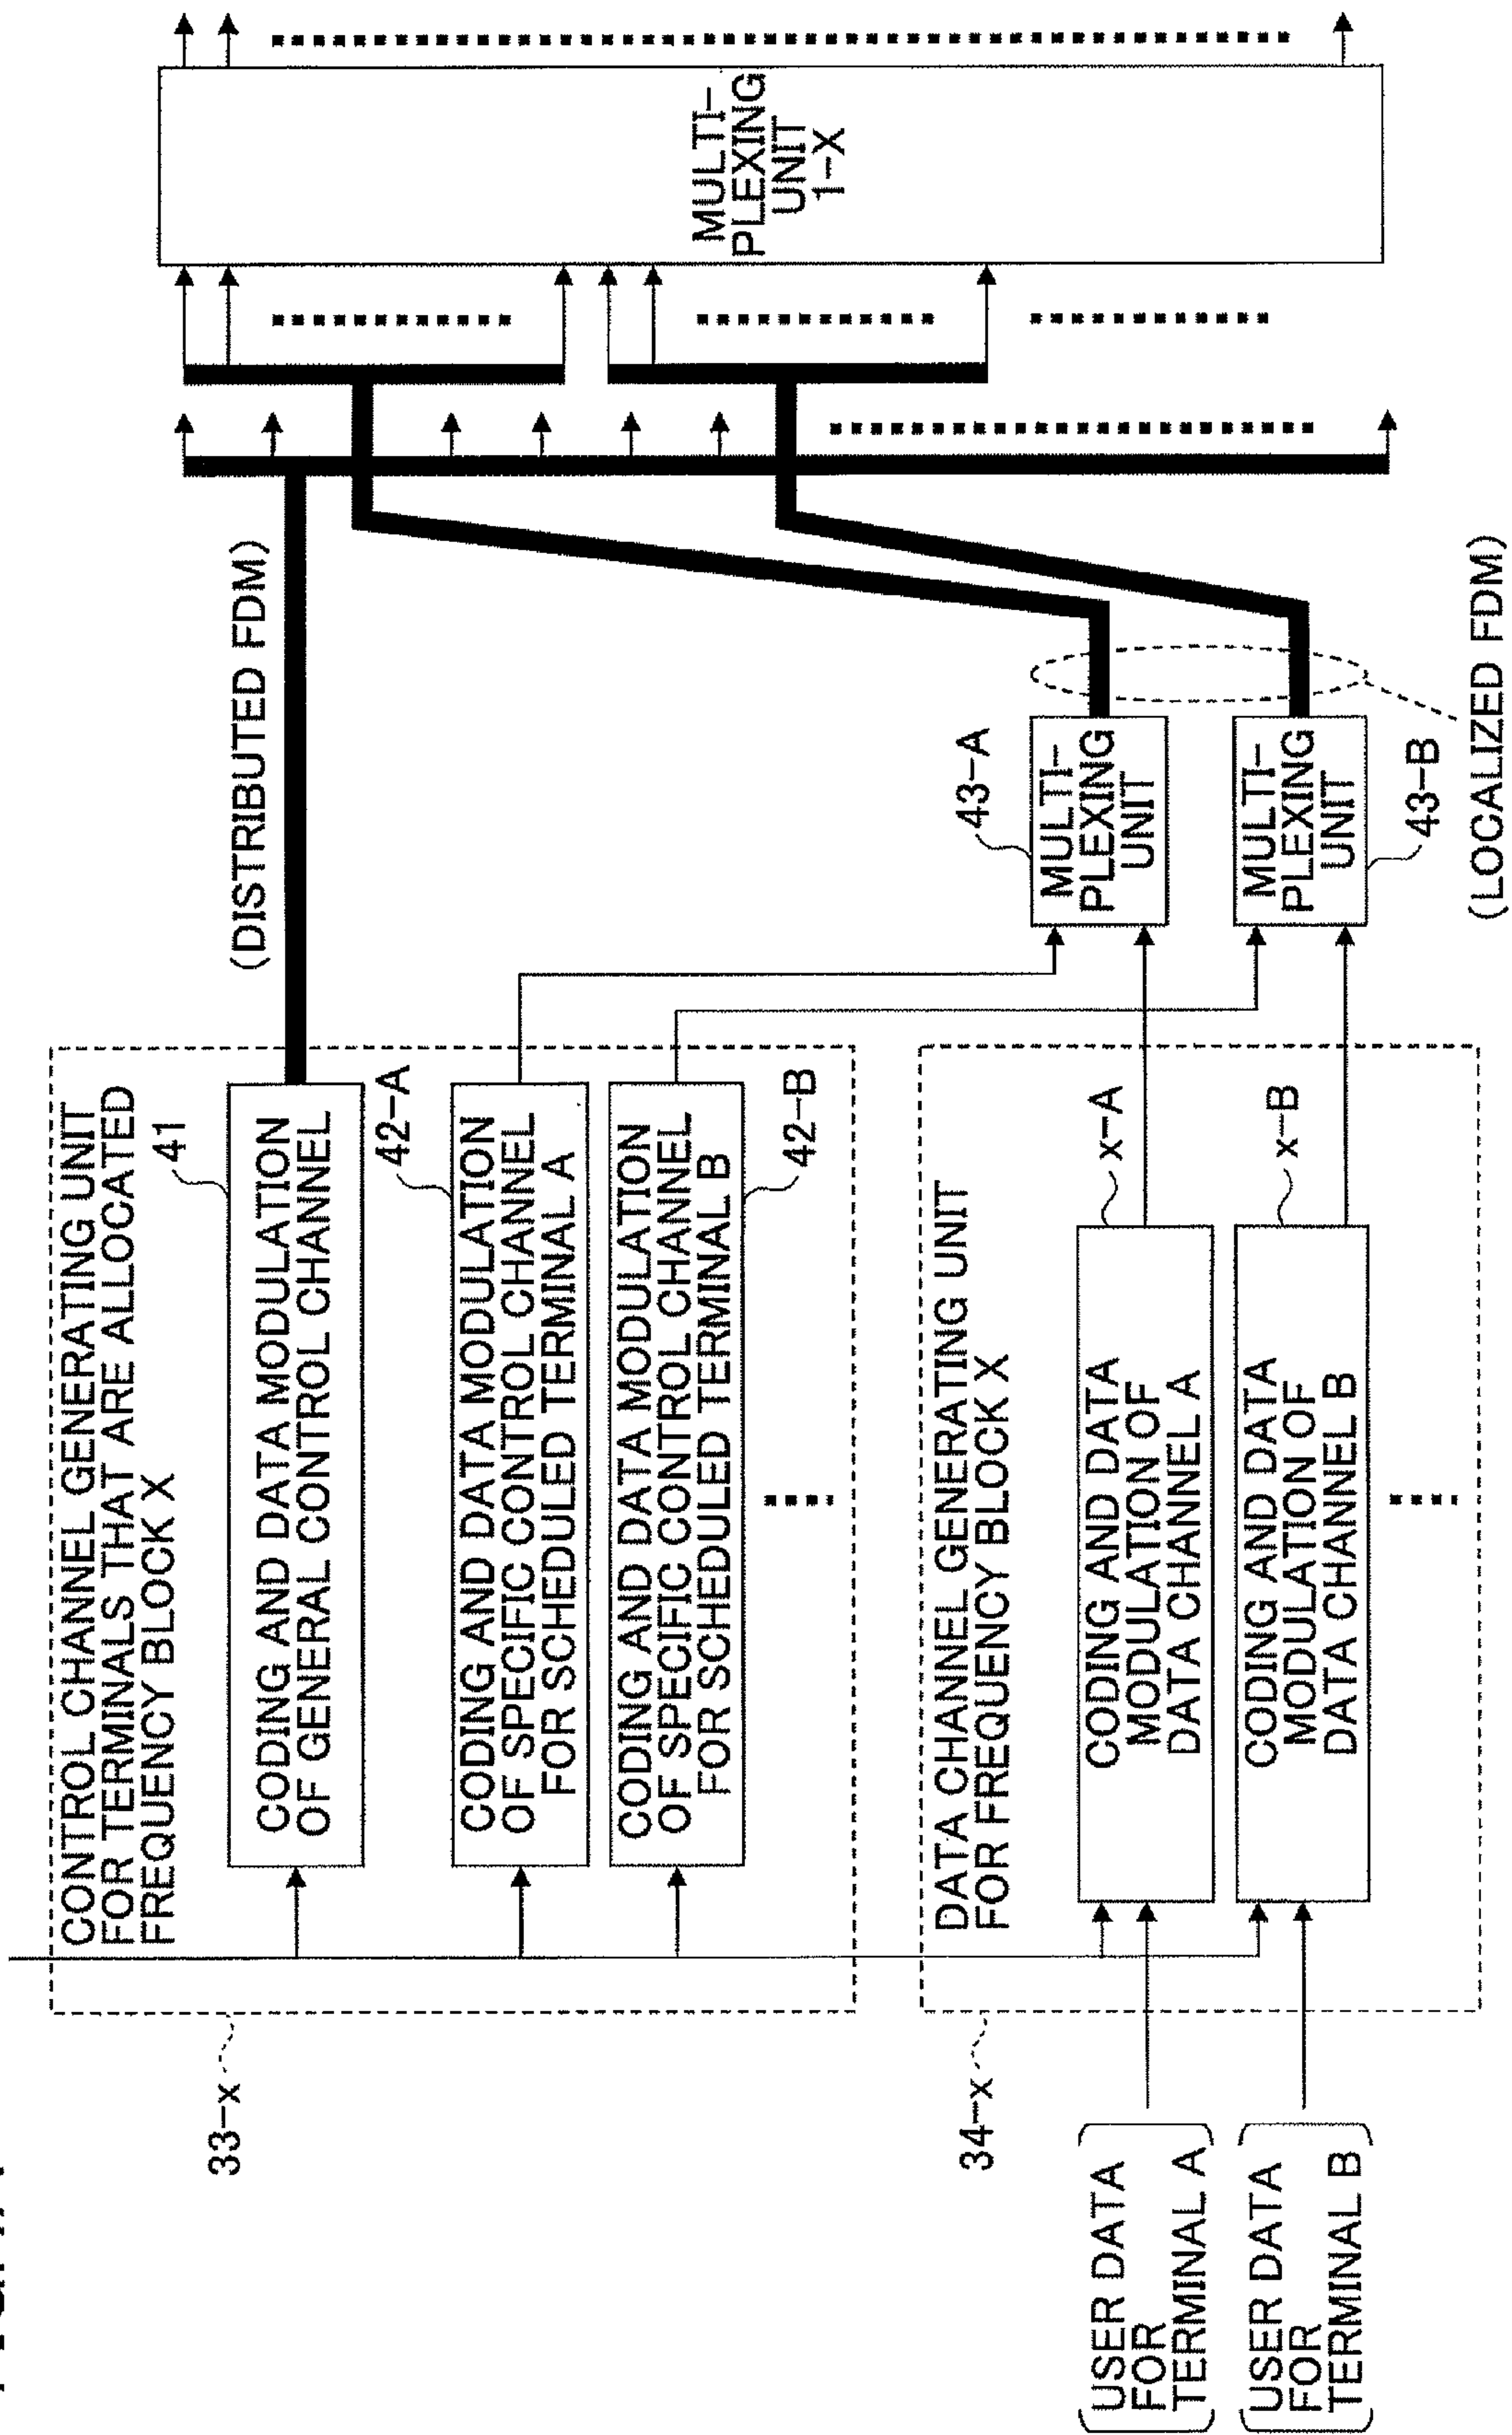 CONTROL CHANNEL GENERATING UNIT
FOR TERMINALS THAT ARE ALLOCATED
FREQUENCY BLOCK X
33-x
41
CODING AND DATA MODULATION
OF GENERAL CONTROL CHANNEL
(DISTRIBUTED FDM)
42-A
CODING AND DATA MODULATION
OF SPECIFIC CONTROL CHANNEL
FOR SCHEDULED TERMINAL A
CODING AND DATA MODULATION
OF SPECIFIC CONTROL CHANNEL
FOR SCHEDULED TERMINAL B
42-B
MULTI-
PLEXING
UNIT
1-X
DATA CHANNEL GENERATING UNIT
FOR FREQUENCY BLOCK X
34-x
USER DATA
FOR
TERMINAL A
x-A
CODING AND DATA
MODULATION OF
DATA CHANNEL A
43-A
MULTI-
PLEXING
UNIT
USER DATA
FOR
TERMINAL B
x-B
CODING AND DATA
MODULATION OF
DATA CHANNEL B
MULTI-
PLEXING
UNIT
43-B
(LOCALIZED FDM)